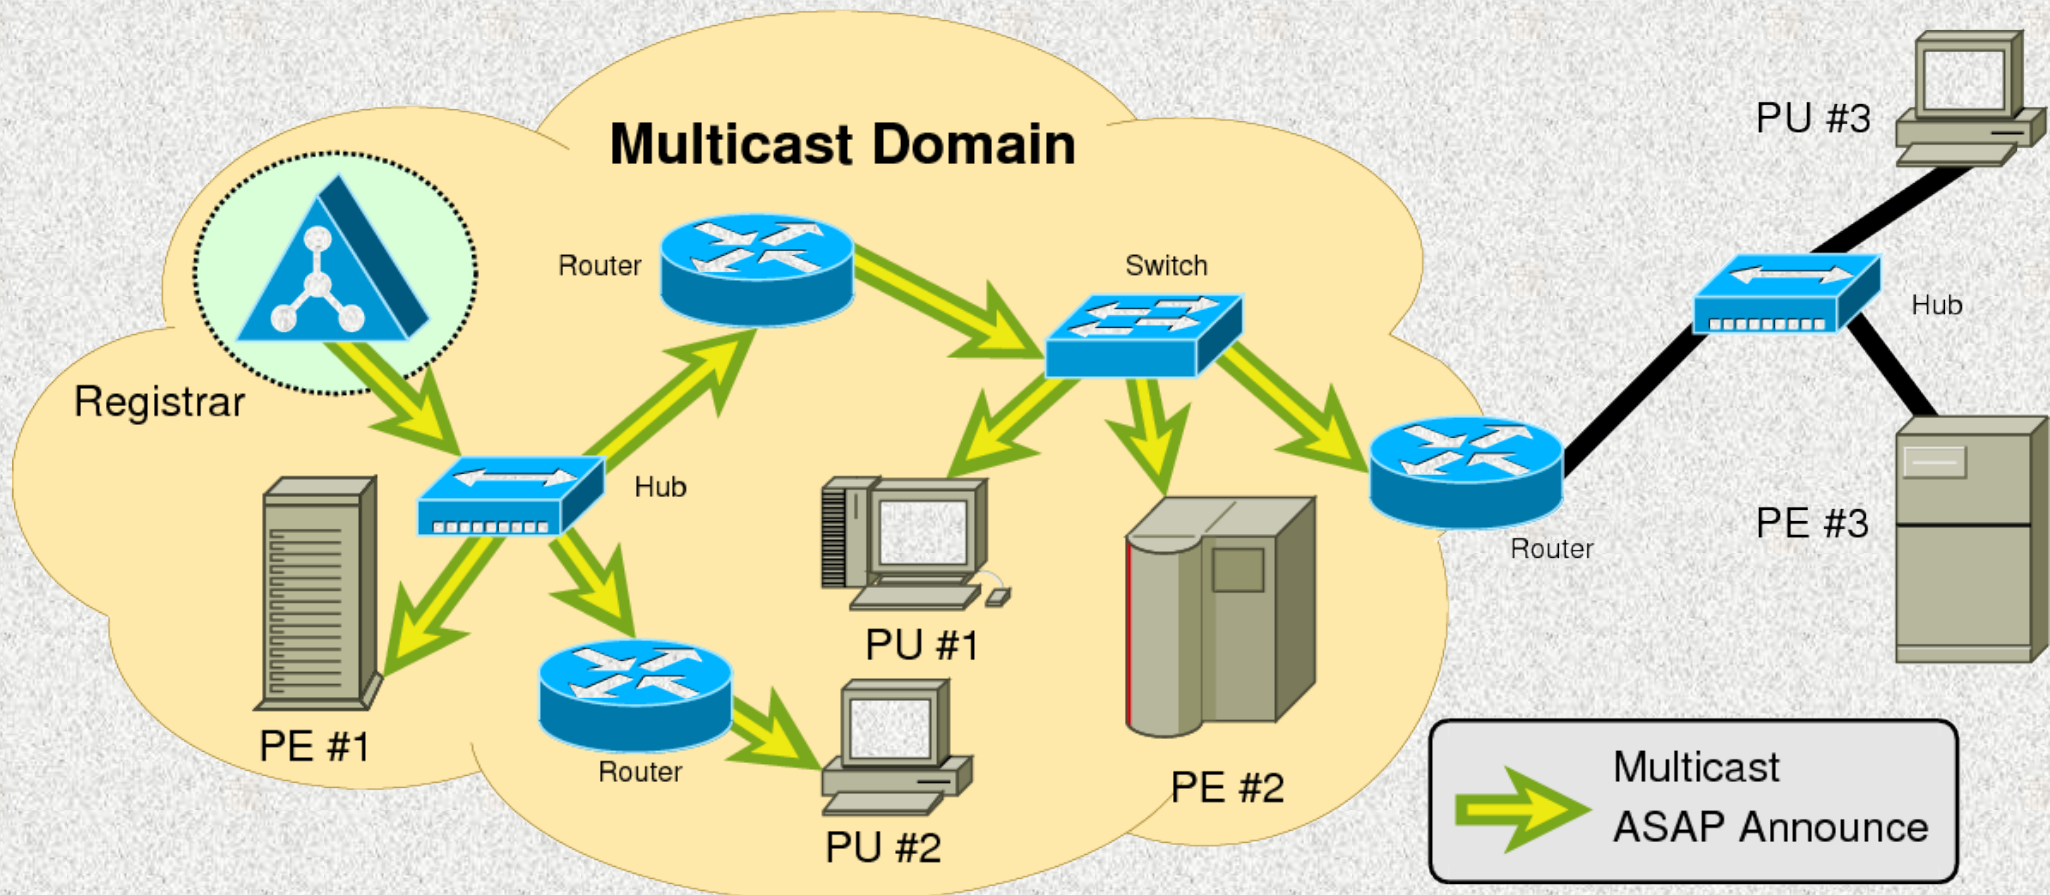 Multicast Domain
PU #3
Router
Switch
Hub
Registrar
Hub
PE #3
Router
PU #1
PE #1
Router
PE #2
PU #2
Multicast
ASAP Announce